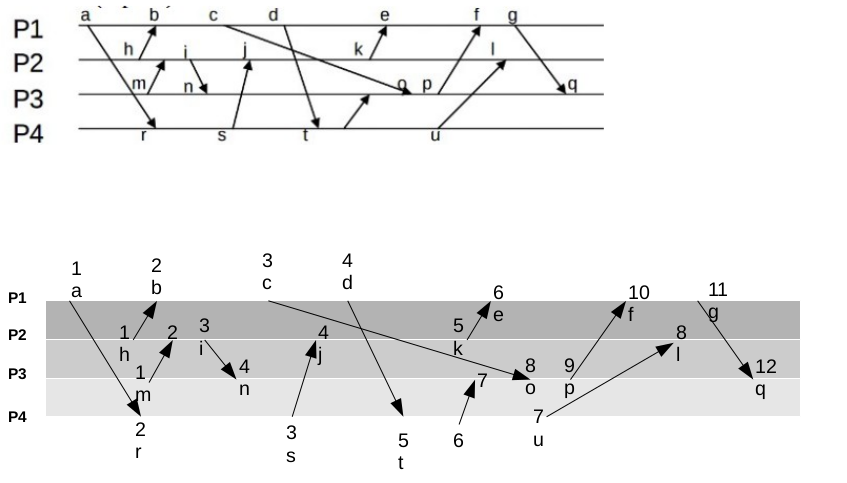 a b c d e f g
P1
h i j k l
P2
m n o p q
P3
r s t u
P4
1 2 3 4
a b c d
P1 6 10 11
e f g
1 2 3 4 5 8
P2
h i j k l
1 4 7 8 9 12
P3
m n o p q
P4
2 3 5 6 7
r s t u